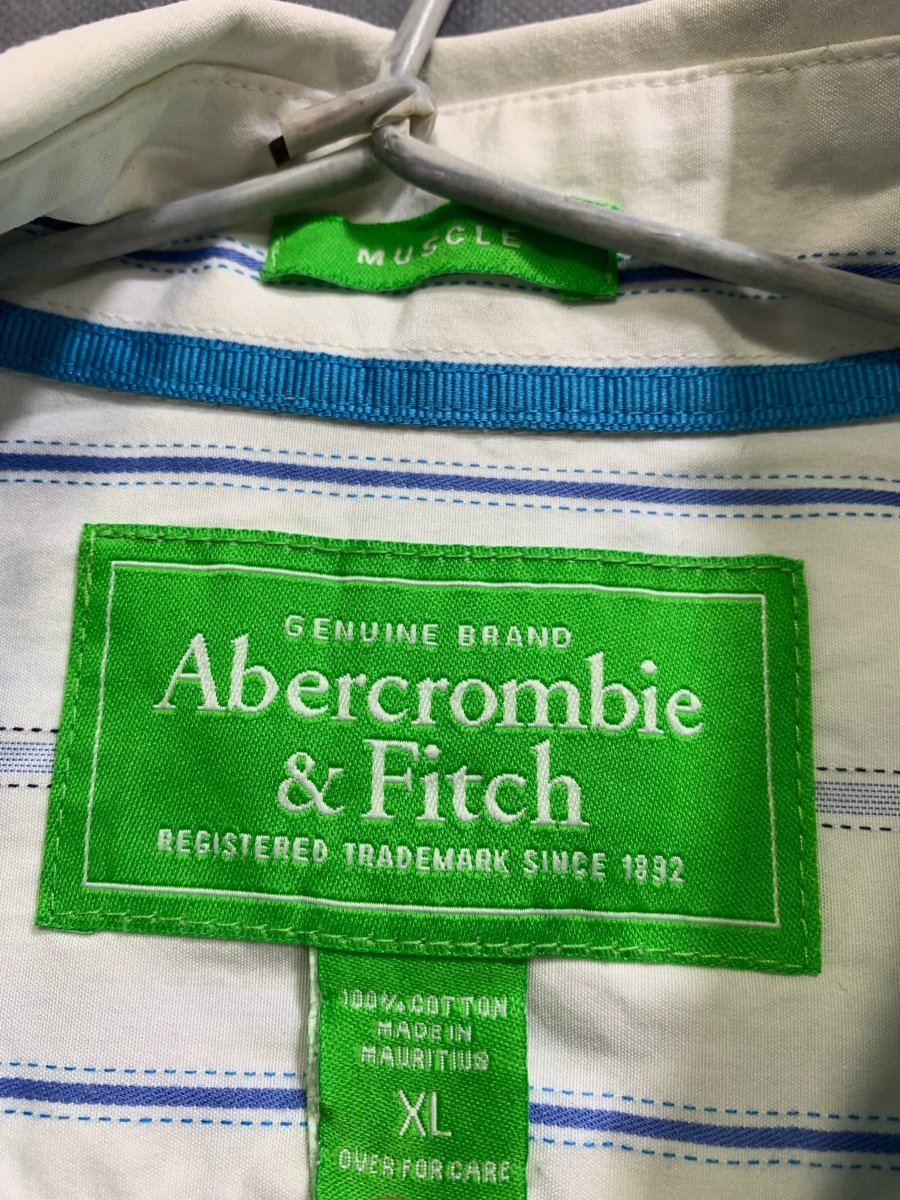 MUSCLE
GENUINE BRAND
Abercrombie
& Fitch
REGISTERED TRADEMARK SINCE 1892
100% COTTON
MADE IN
MAURITIUS
XL
OVER FOR CARE